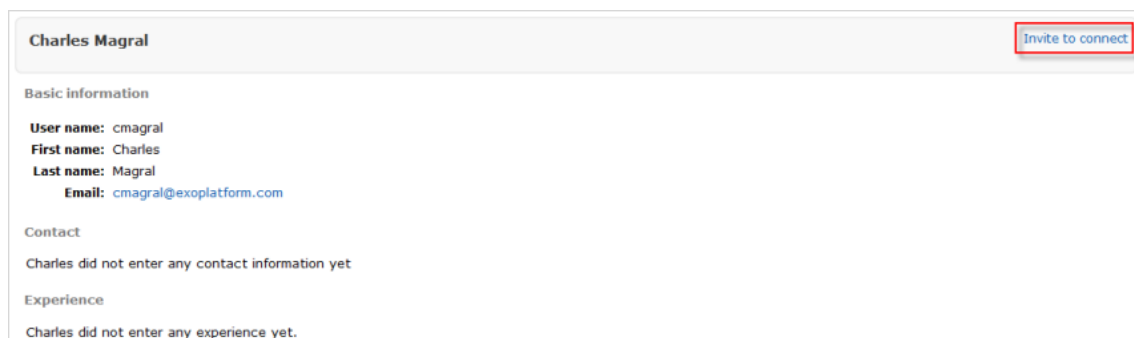 Charles Magral
Invite to connect
Basic information
User name: cmagral
First name: Charles
Last name: Magral
Email: cmagral@exoplatform.com
Contact
Charles did not enter any contact information yet
Experience
Charles did not enter any experience yet.